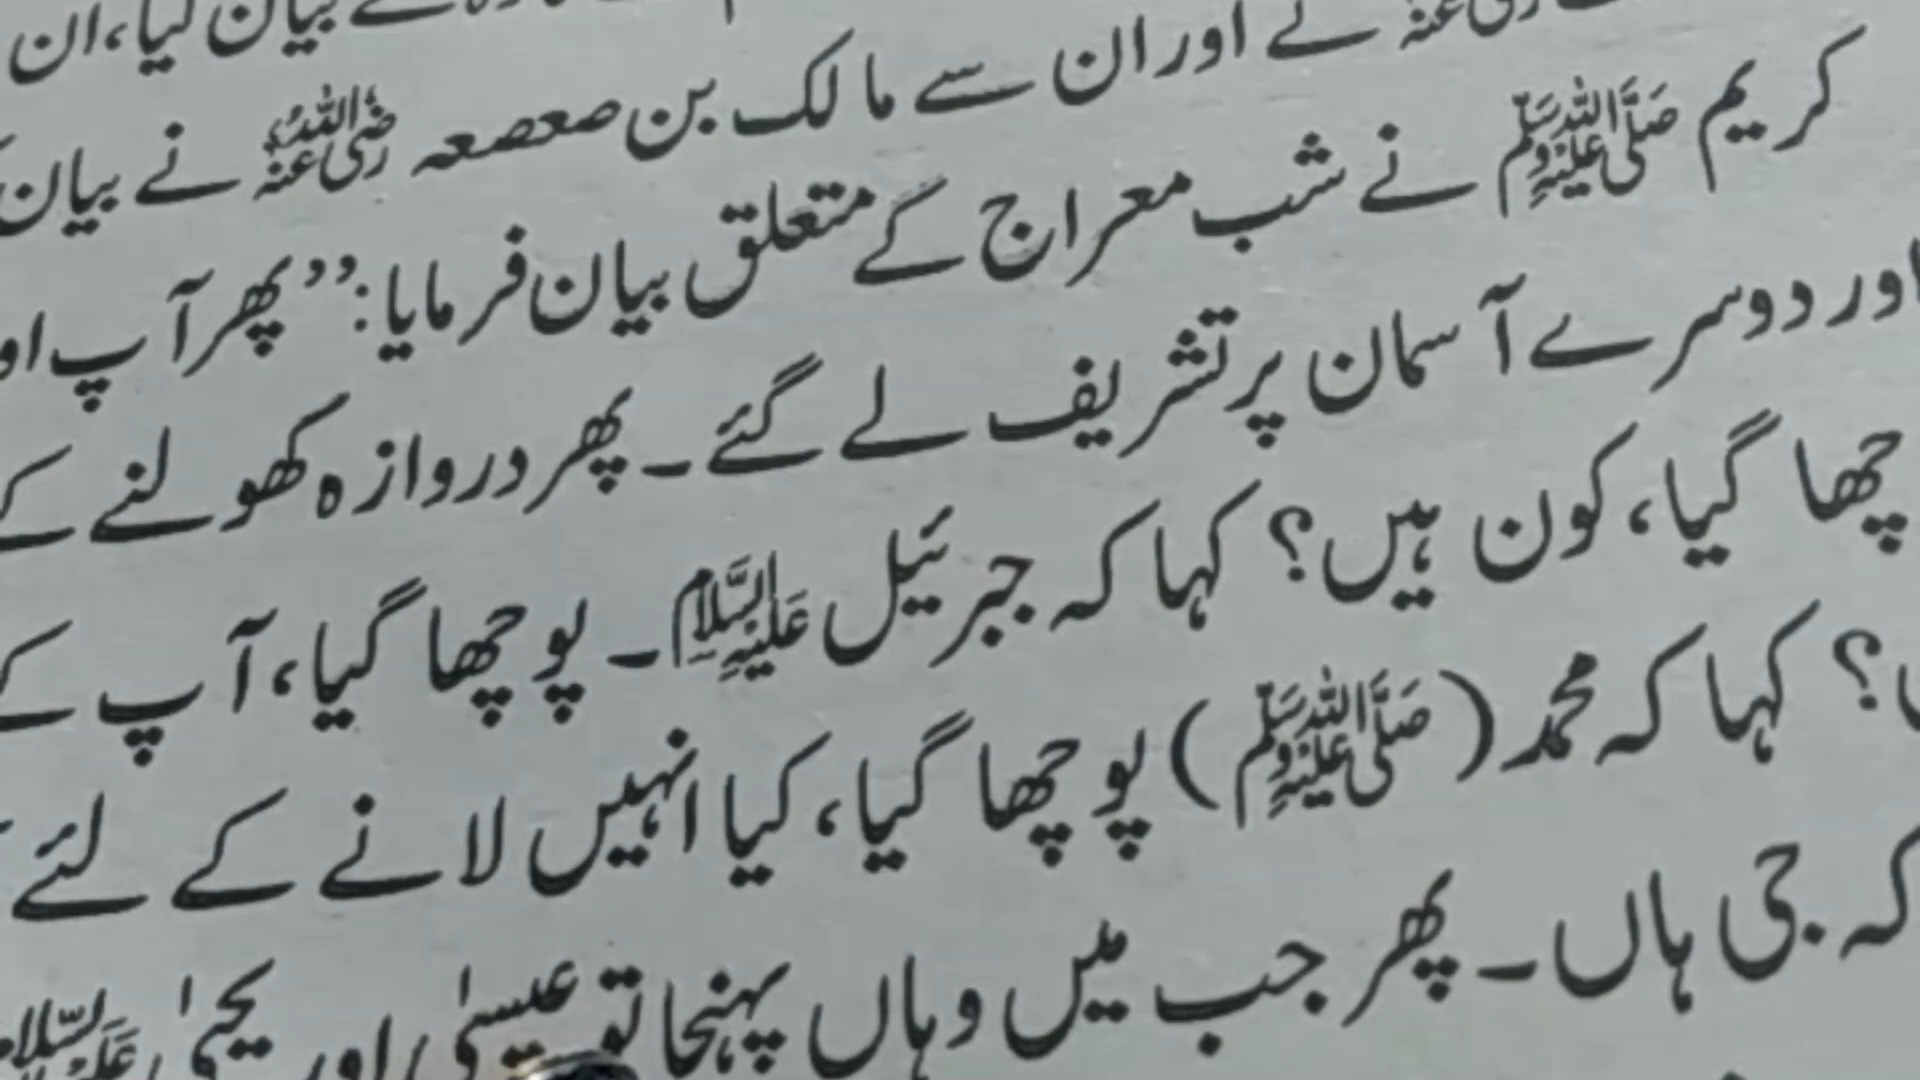 نے بیان کیا، ان
رضی اللہ عنہ نے اور ان سے مالک بن صعصعہ رضی اللہ عنہ نے بیان
کریم صلی اللہ علیہ وسلم نے شب معراج کے متعلق بیان فرمایا: ”پھر آپ
اور دوسرے آسمان پر تشریف لے گئے۔ پھر دروازہ کھولنے کے
چھا گیا، کون ہیں؟ کہا کہ جبرئیل علیہ السلام۔ پوچھا گیا، آپ کے
؟ کہا کہ محمد (صلی اللہ علیہ وسلم) پوچھا گیا، کیا انہیں لانے کے لئے
کہ جی ہاں۔ پھر جب میں وہاں پہنچا تو عیسیٰ اور یحییٰ